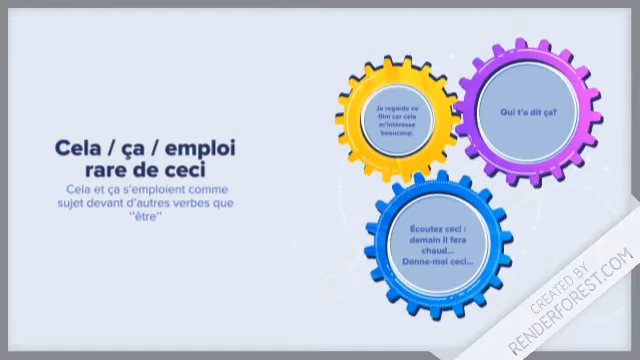 Cela / ça / emploi
rare de ceci
Cela et ça s'emploient comme
sujet devant d'autres verbes que
"être"
Je regarde ce
film car cela
m'intéresse
beaucoup.
Qui t'a dit ça?
Écoutez ceci :
demain il fera
chaud...
Donne-moi ceci...
CREATED BY
RENDERFOREST.COM